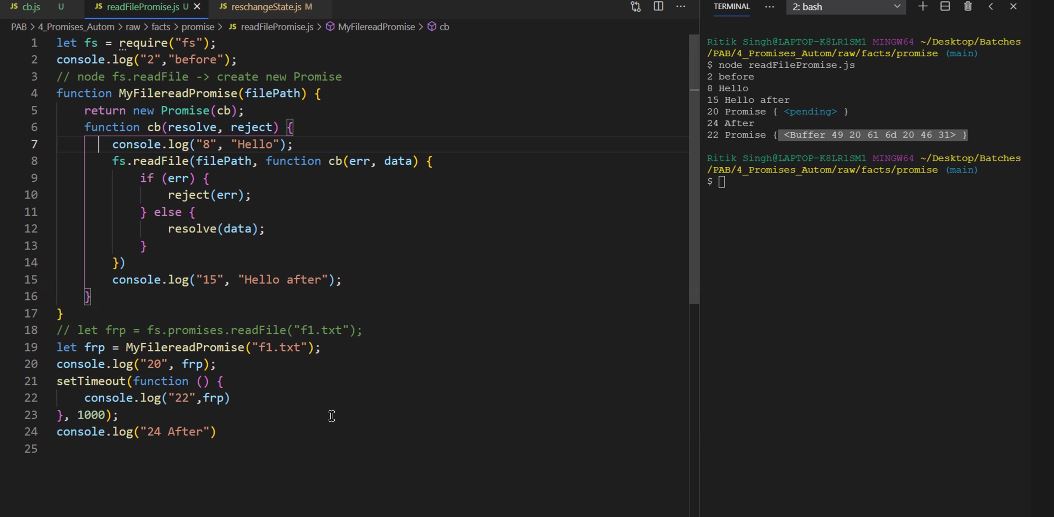 JS cb.js U JS readFilePromise.js U JS reschangeState.js M
PAB > 4_Promises_Autom > raw > facts > promise > JS readFilePromise.js > MyFilereadPromise > cb
1 let fs = require("fs");
2 console.log("2","before");
3 // node fs.readFile -> create new Promise
4 function MyFilereadPromise(filePath) {
5 return new Promise(cb);
6 function cb(resolve, reject) {
7 console.log("8", "Hello");
8 fs.readFile(filePath, function cb(err, data) {
9 if (err) {
10 reject(err);
11 } else {
12 resolve(data);
13 }
14 })
15 console.log("15", "Hello after");
16 }
17 }
18 // let frp = fs.promises.readFile("f1.txt");
19 let frp = MyFilereadPromise("f1.txt");
20 console.log("20", frp);
21 setTimeout(function () {
22 console.log("22",frp)
23 }, 1000);
24 console.log("24 After")
25
TERMINAL ... 2: bash
Ritik Singh@LAPTOP-K8LR1SM1 MINGW64 ~/Desktop/Batches
/PAB/4_Promises_Autom/raw/facts/promise (main)
$ node readFilePromise.js
2 before
8 Hello
15 Hello after
20 Promise { <pending> }
24 After
22 Promise { <Buffer 49 20 61 6d 20 46 31> }
Ritik Singh@LAPTOP-K8LR1SM1 MINGW64 ~/Desktop/Batches
/PAB/4_Promises_Autom/raw/facts/promise (main)
$